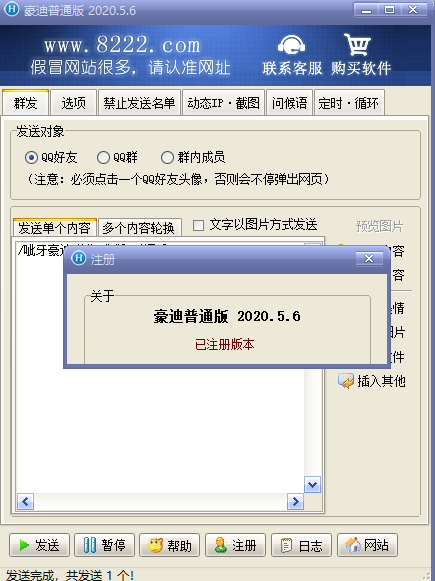 豪迪普通版 2020.5.6
www.8222.com
假冒网站很多，请认准网址
联系客服 购买软件
群发 选项 禁止发送名单 动态IP·截图 问候语 定时·循环
发送对象
QQ好友 QQ群 群内成员
（注意：必须点击一个QQ好友头像，否则会不停弹出网页）
发送单个内容 多个内容轮换 文字以图片方式发送 预览图片
/呲牙豪迪
容
注册
容
关于
情
豪迪普通版 2020.5.6
片
已注册版本
件
插入其他
发送 暂停 帮助 注册 日志 网站
发送完成，共发送 1 个!